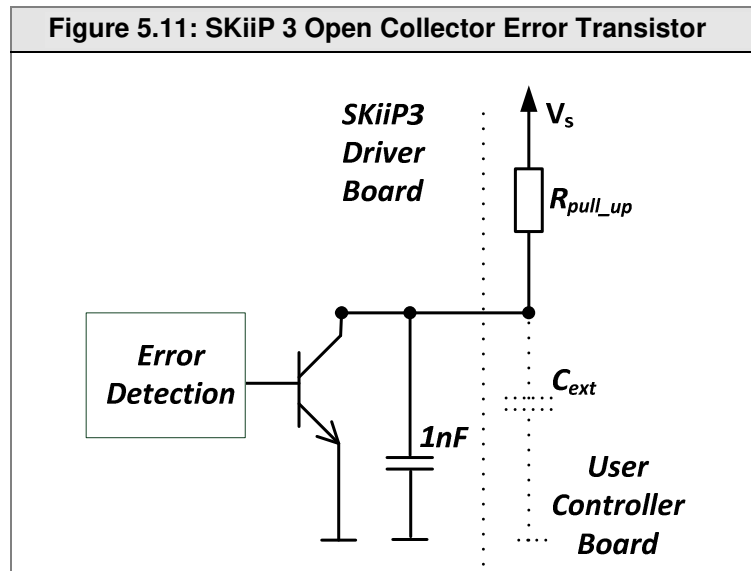 Figure 5.11: SKiiP 3 Open Collector Error Transistor
SKiiP3
Driver
Board
Vs
Rpull_up
Error
Detection
1nF
Cext
User
Controller
Board